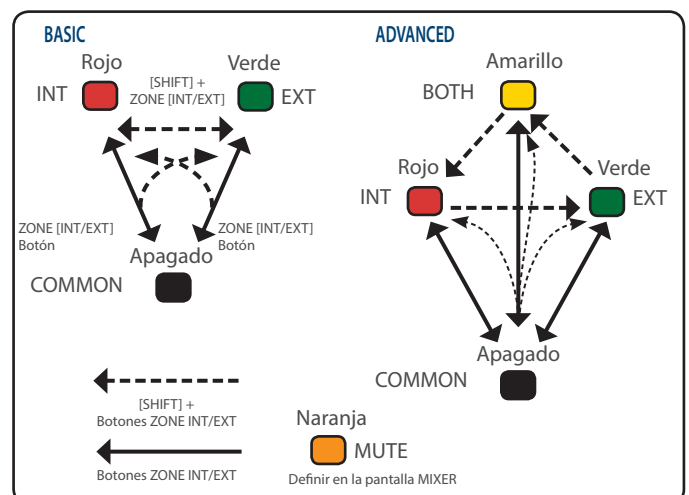 BASIC
Rojo
Verde
[SHIFT] +
ZONE [INT/EXT]
INT
EXT
ZONE [INT/EXT]
Botón
ZONE [INT/EXT]
Botón
Apagado
COMMON
ADVANCED
Amarillo
BOTH
Rojo
INT
Verde
EXT
Apagado
COMMON
[SHIFT] +
Botones ZONE INT/EXT
Botones ZONE INT/EXT
Naranja
MUTE
Definir en la pantalla MIXER